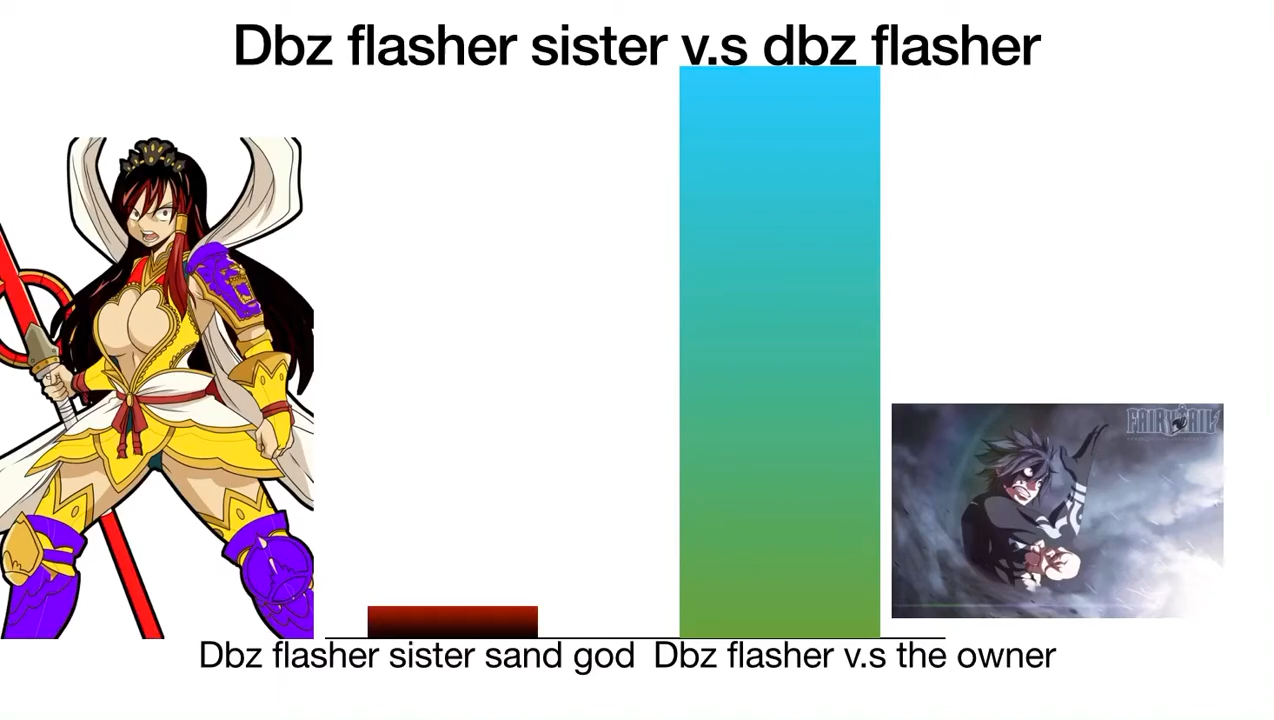 Dbz flasher sister v.s dbz flasher
FAIRY TAIL
Dbz flasher sister sand god Dbz flasher v.s the owner